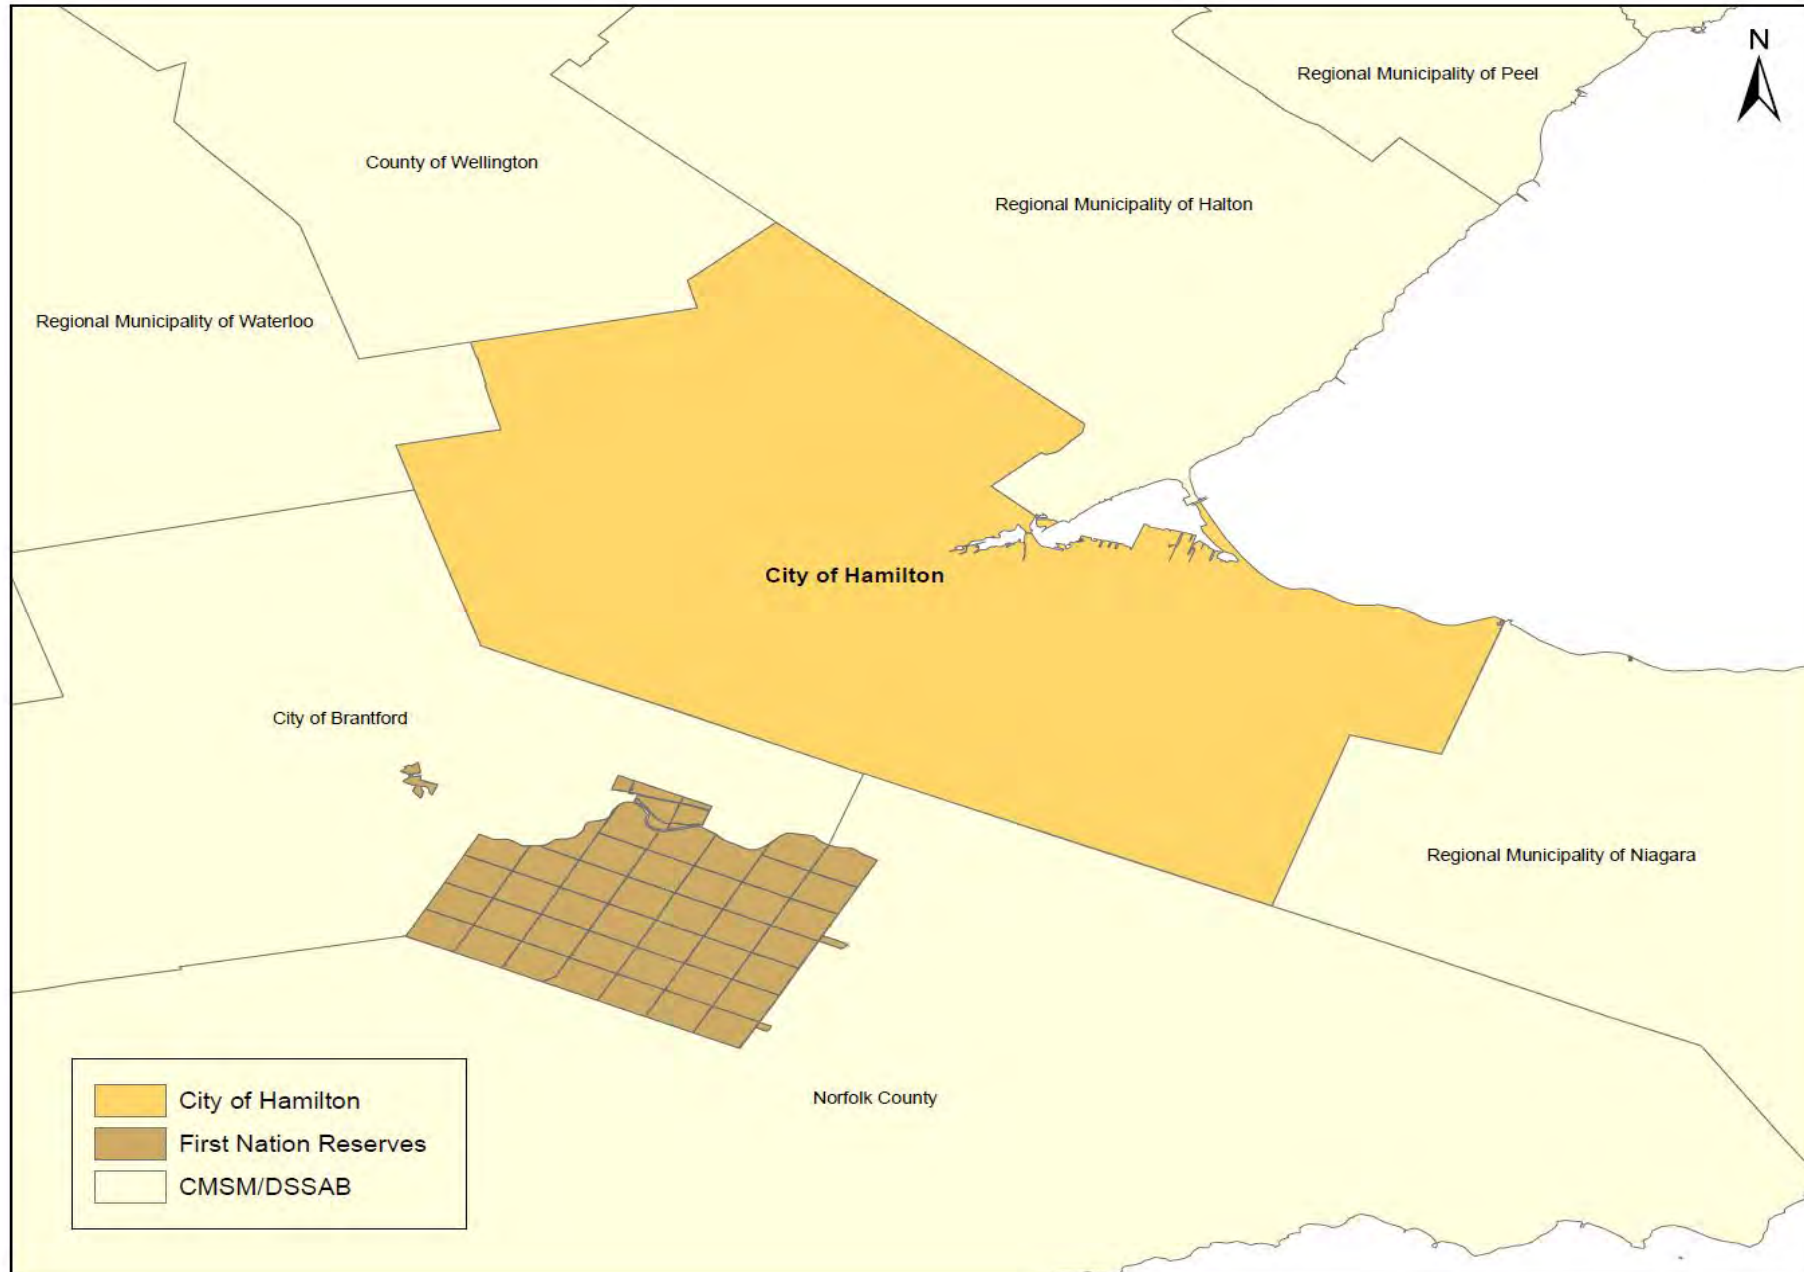 N
Regional Municipality of Peel
County of Wellington
Regional Municipality of Halton
Regional Municipality of Waterloo
City of Hamilton
City of Brantford
Regional Municipality of Niagara
Norfolk County
City of Hamilton
First Nation Reserves
CMSM/DSSAB